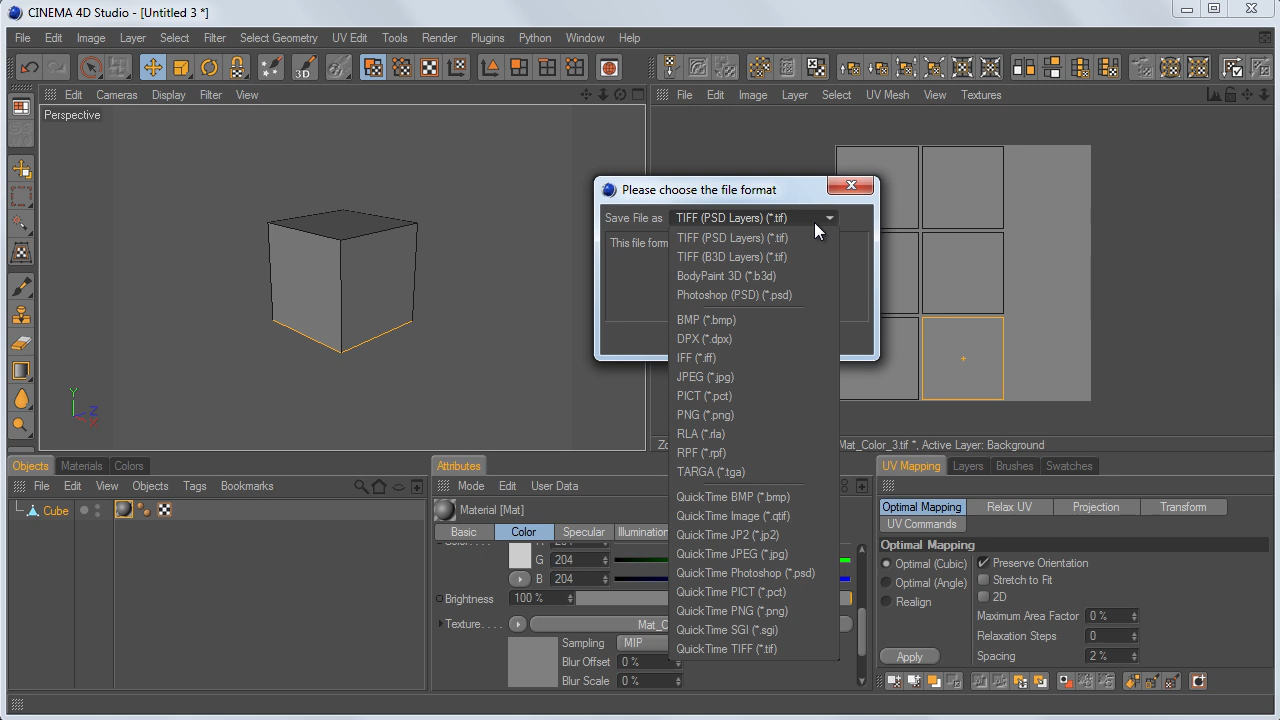 CINEMA 4D Studio - [Untitled 3 *]
File Edit Image Layer Select Filter Select Geometry UV Edit Tools Render Plugins Python Window Help
3D
Edit Cameras Display Filter View
File Edit Image Layer Select UV Mesh View Textures
Perspective
Please choose the file format
Save File as TIFF (PSD Layers) (*.tif)
This file form
TIFF (PSD Layers) (*.tif)
TIFF (B3D Layers) (*.tif)
BodyPaint 3D (*.b3d)
Photoshop (PSD) (*.psd)
BMP (*.bmp)
DPX (*.dpx)
IFF (*.iff)
JPEG (*.jpg)
PICT (*.pct)
PNG (*.png)
RLA (*.rla)
RPF (*.rpf)
TARGA (*.tga)
QuickTime BMP (*.bmp)
QuickTime Image (*.qtif)
QuickTime JP2 (*.jp2)
QuickTime JPEG (*.jpg)
QuickTime Photoshop (*.psd)
QuickTime PICT (*.pct)
QuickTime PNG (*.png)
QuickTime SGI (*.sgi)
QuickTime TIFF (*.tif)
Y
Z
X
Zo
Mat_Color_3.tif *, Active Layer: Background
Objects Materials Colors
File Edit View Objects Tags Bookmarks
Cube
Attributes
Mode Edit User Data
Material [Mat]
Basic Color Specular Illumination
G 204
B 204
Brightness 100 %
Texture. . . . Mat_C
Sampling MIP
Blur Offset 0 %
Blur Scale 0 %
UV Mapping Layers Brushes Swatches
Optimal Mapping Relax UV Projection Transform
UV Commands
Optimal Mapping
Optimal (Cubic) Preserve Orientation
Optimal (Angle) Stretch to Fit
Realign 2D
Maximum Area Factor 0 %
Relaxation Steps 0
Apply Spacing 2 %